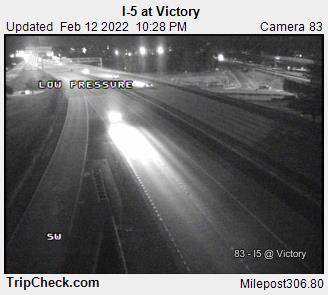 I-5 at Victory
Updated  Feb 12 2022  10:28 PM
Camera 83
LOW PRESSURE
SW
83 - I5 @ Victory
TripCheck.com
Milepost306.80